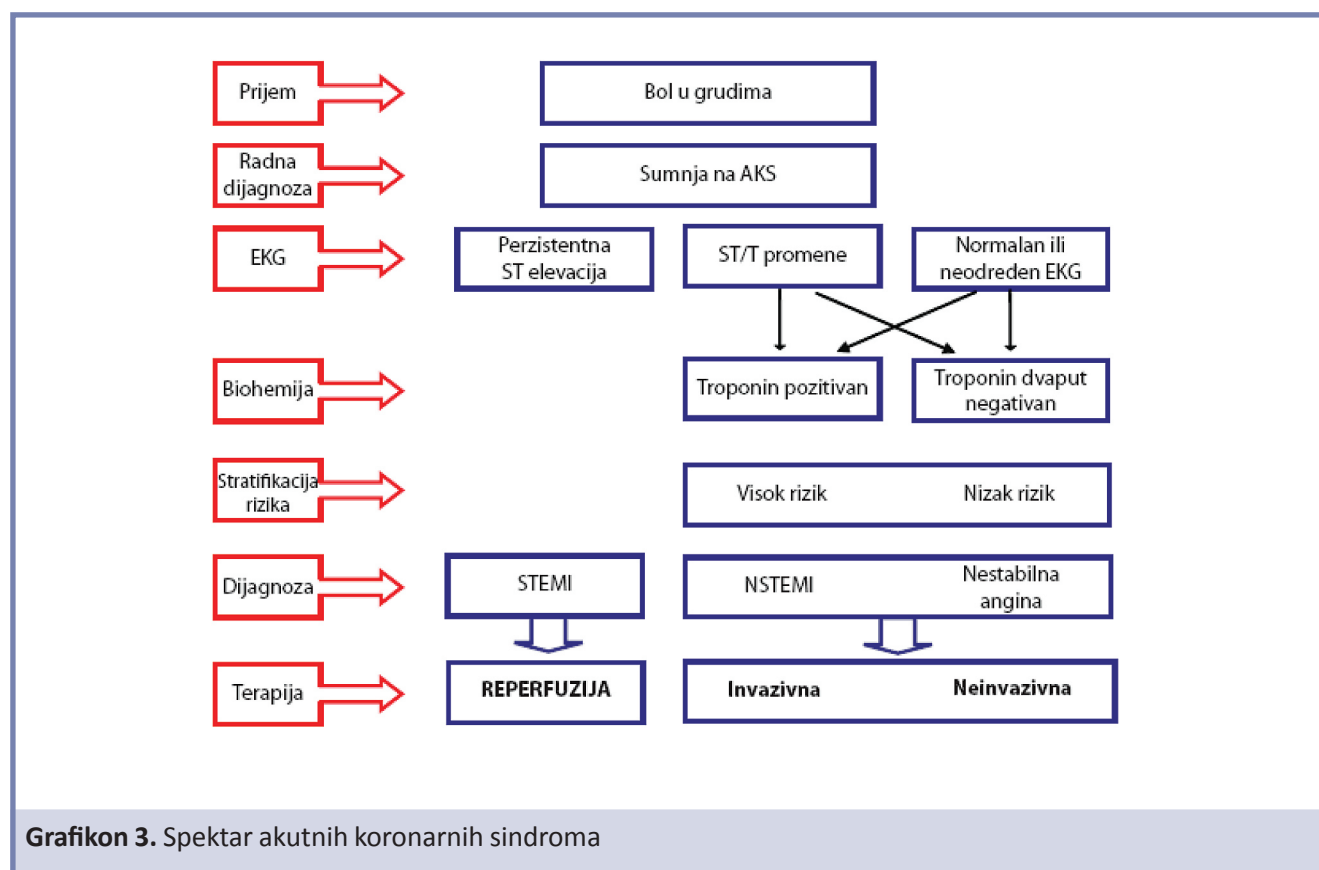 Prijem
Bol u grudima
Radna
dijagnoza
Sumnja na AKS
EKG
Perzistentna
ST elevacija
ST/T promene
Normalan ili
neodreden EKG
Biohemija
Troponin pozitivan
Troponin dvaput
negativan
Stratifikacija
rizika
Visok rizik
Nizak rizik
Dijagnoza
STEMI
NSTEMI
Nestabilna
angina
Terapija
REPERFUZIJA
Invazivna
Neinvazivna
Grafikon 3. Spektar akutnih koronarnih sindroma